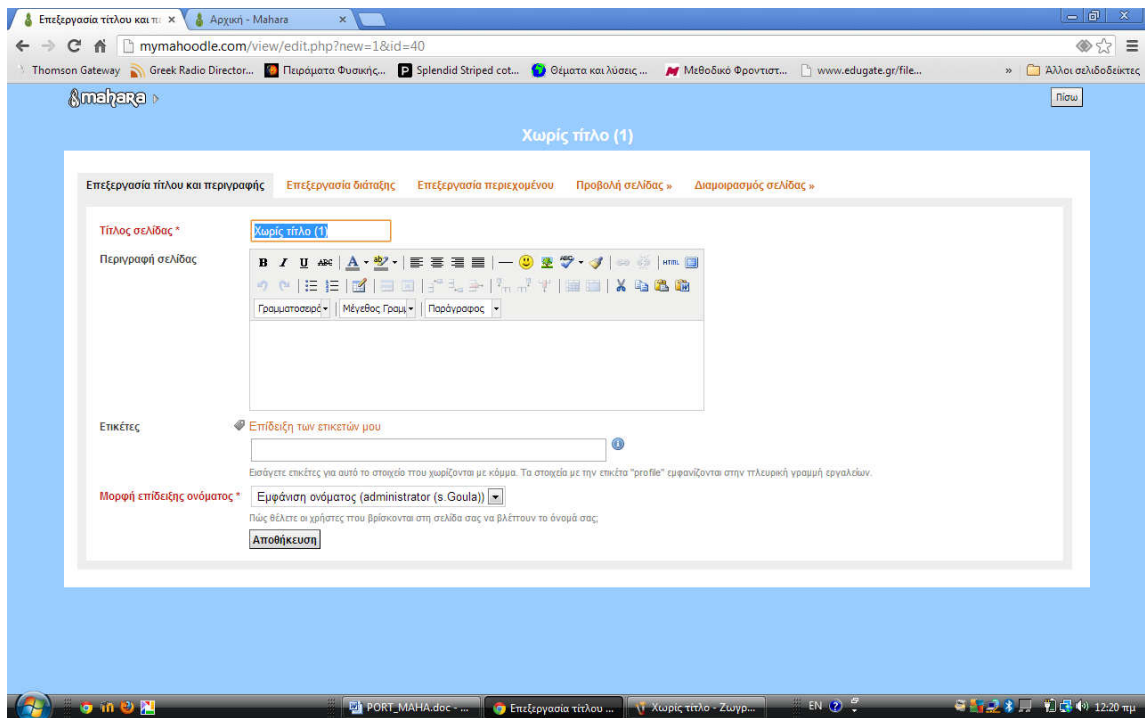 Επεξεργασία τίτλου και π
Αρχική - Mahara
mymahoodle.com/view/edit.php?new=1&id=40
Thomson Gateway Greek Radio Director... Πειράματα Φυσικής,... Splendid Striped cot... Θέματα και λύσεις ... Μεθοδικό Φροντιστ... www.edugate.gr/file... » Άλλοι σελιδοδείκτες
mahara
Πίσω
Χωρίς τίτλο (1)
Επεξεργασία τίτλου και περιγραφής Επεξεργασία διάταξης Επεξεργασία περιεχομένου Προβολή σελίδας » Διαμοιρασμός σελίδας »
Τίτλος σελίδας * Χωρίς τίτλο (1)
Περιγραφή σελίδας
B I U ABC A HTML
Γραμματοσειρά Μέγεθος Γραμμ Παράγραφος
Ετικέτες Επίδειξη των ετικετών μου
Εισάγετε ετικέτες για αυτό το στοιχείο που χωρίζονται με κόμμα. Τα στοιχεία με την ετικέτα "profile" εμφανίζονται στην πλευρική γραμμή εργαλείων.
Μορφή επίδειξης ονόματος * Εμφάνιση ονόματος (administrator (s.Goula))
Πώς θέλετε οι χρήστες που βρίσκονται στη σελίδα σας να βλέπουν το όνομά σας;
Αποθήκευση
PORT_MAHA.doc - ... Επεξεργασία τίτλου ... Χωρίς τίτλο - Ζωγρ... EN 12:20 πμ